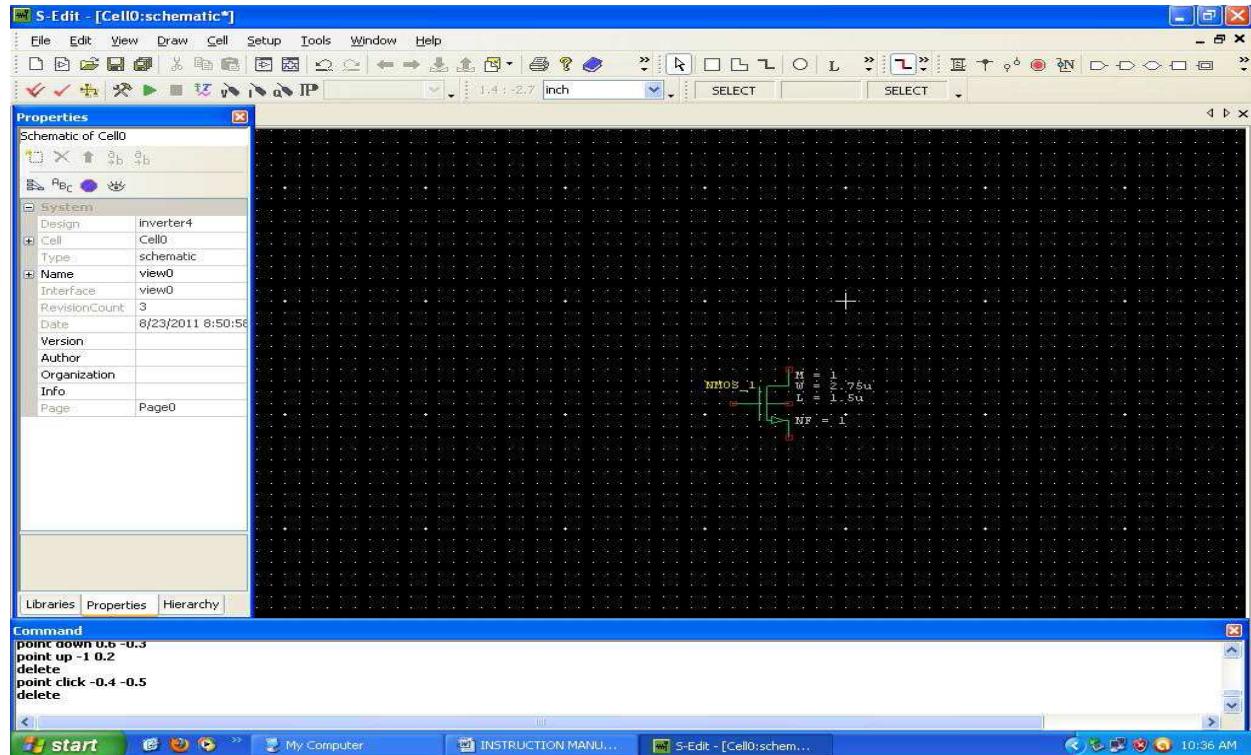 S-Edit - [Cell0:schematic*]
File Edit View Draw Cell Setup Tools Window Help
L
IN
IP
1.4 : -2.7 inch SELECT SELECT
Properties
Schematic of Cell0
ABC
System
Design inverter4
Cell Cell0
Type schematic
Name view0
Interface view0
RevisionCount 3
Date 8/23/2011 8:50:58
Version
Author
Organization
Info
Page Page0
NMOS_1
M = 1
W = 2.75u
L = 1.5u
NF = 1
Libraries Properties Hierarchy
Command
point down 0.6 -0.3
point up -1 0.2
delete
point click -0.4 -0.5
delete
start My Computer INSTRUCTION MANU... S-Edit - [Cell0:schem... 10:36 AM